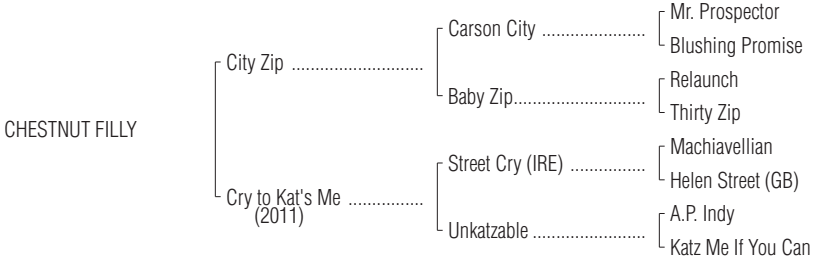 Mr. Prospector
Carson City ......................
Blushing Promise
City Zip ............................
Relaunch
Baby Zip............................
Thirty Zip
CHESTNUT FILLY
Machiavellian
Street Cry (IRE) ................
Helen Street (GB)
Cry to Kat's Me ................
(2011)
A.P. Indy
Unkatzable ........................
Katz Me If You Can